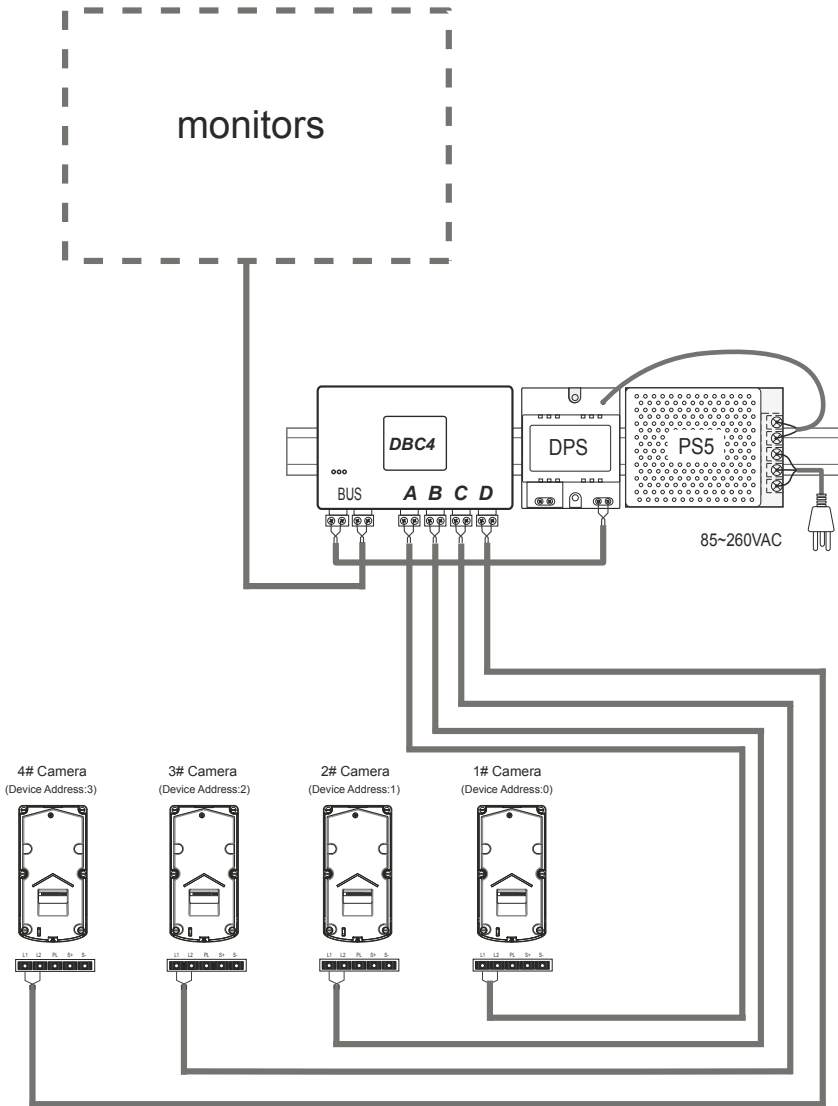 monitors
DBC4
DPS
PS5
BUS
A B C D
85~260VAC
4# Camera
(Device Address:3)
3# Camera
(Device Address:2)
2# Camera
(Device Address:1)
1# Camera
(Device Address:0)
L1 L2 PL S+ S-
L1 L2 PL S+ S-
L1 L2 PL S+ S-
L1 L2 PL S+ S-